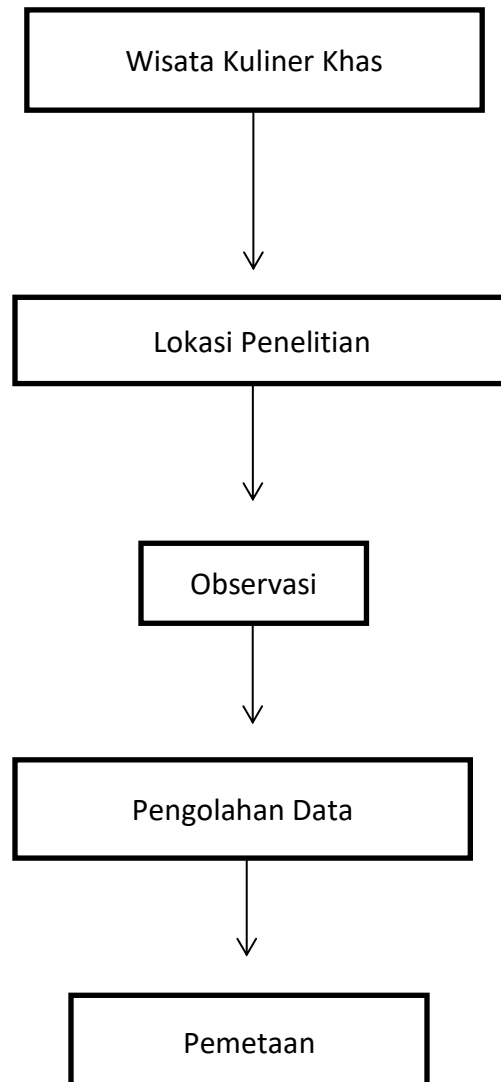 Wisata Kuliner Khas
Lokasi Penelitian
Observasi
Pengolahan Data
Pemetaan